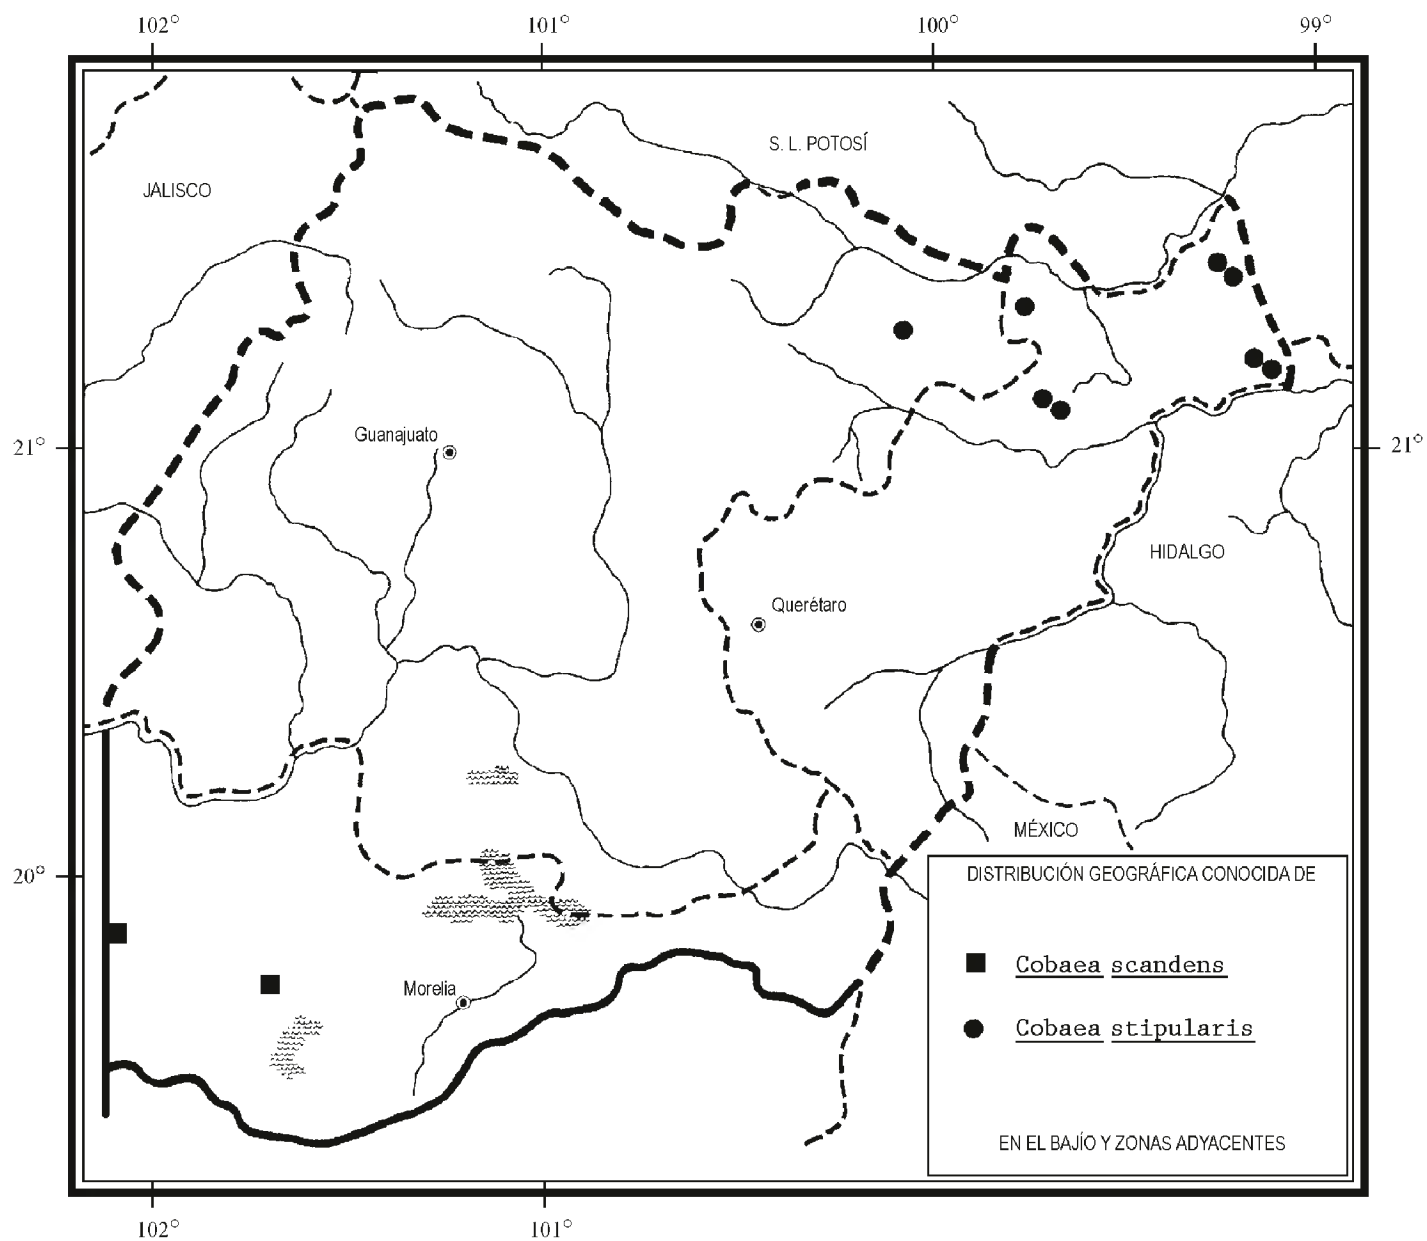 102°
101°
100°
99°
S. L. POTOSÍ
JALISCO
Guanajuato
21°
21°
HIDALGO
Querétaro
MÉXICO
20°
DISTRIBUCIÓN GEOGRÁFICA CONOCIDA DE
Cobaea scandens
Morelia
Cobaea stipularis
EN EL BAJÍO Y ZONAS ADYACENTES
102°
101°